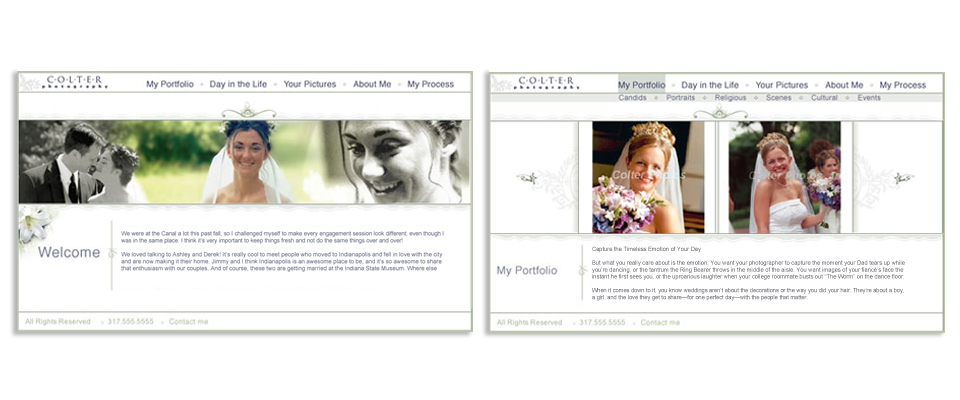 C·O·L·T·E·R
photography
My Portfolio Day in the Life Your Pictures About Me My Process
Welcome
We were at the Canal a lot this past fall, so I challenged myself to make every engagement session look different, even though I
was in the same place. I think it's very important to keep things fresh and not do the same things over and over!
We loved talking to Ashley and Derek! It's really cool to meet people who moved to Indianapolis and fell in love with the city
and are now making it their home. Jimmy and I think Indianapolis is an awesome place to be, and it's so awesome to share
that enthusiasm with our couples. And of course, these two are getting married at the Indiana State Museum. Where else
All Rights Reserved 317.555.5555 Contact me
C·O·L·T·E·R
photography
My Portfolio Day in the Life Your Pictures About Me My Process
Candids Portraits Religious Scenes Cultural Events
Colter Photos
Colter Photos
My Portfolio
Capture the Timeless Emotion of Your Day
But what you really care about is the emotion. You want your photographer to capture the moment your Dad tears up while
you're dancing, or the tantrum the Ring Bearer throws in the middle of the aisle. You want images of your fiancé's face the
instant he first sees you, or the uproarious laughter when your college roommate busts out "The Worm" on the dance floor.
When it comes down to it, you know weddings aren't about the decorations or the way you did your hair. They're about a boy,
a girl, and the love they get to share—for one perfect day—with the people that matter.
All Rights Reserved 317.555.5555 Contact me